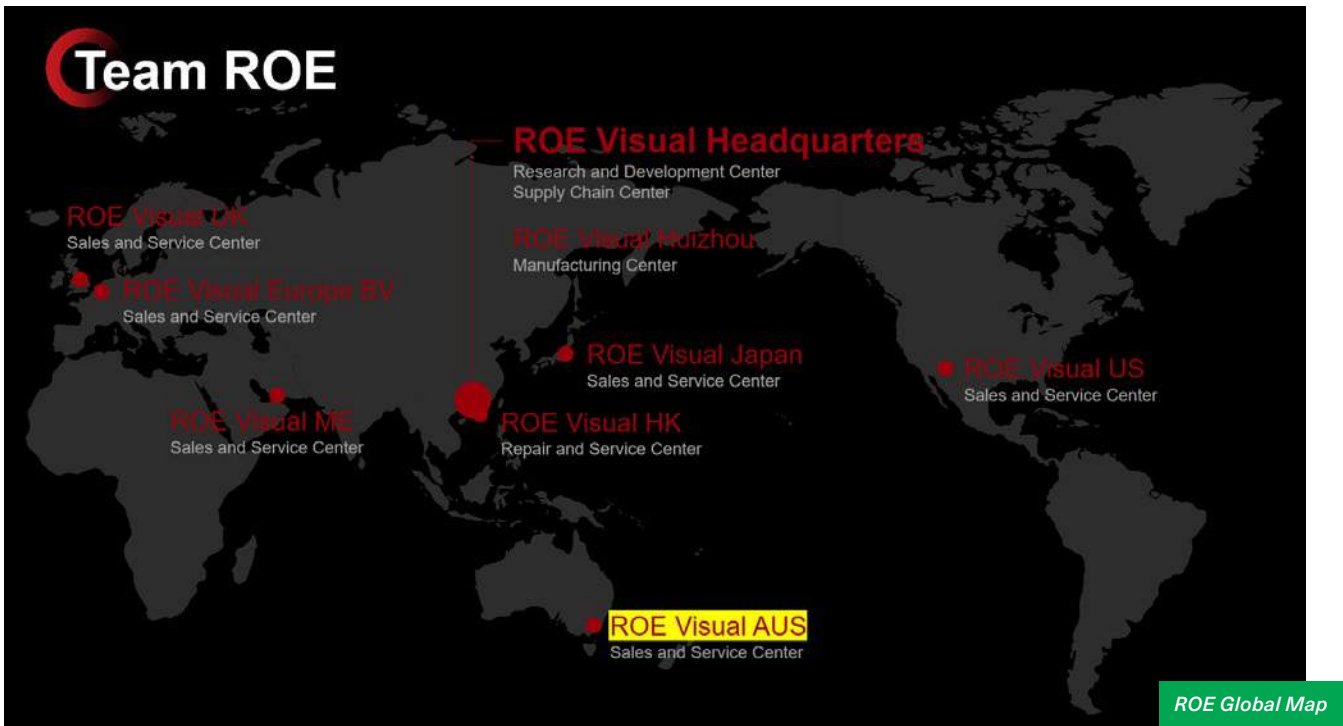 Team ROE
ROE Visual Headquarters
Research and Development Center
Supply Chain Center
ROE Visual UK
Sales and Service Center
ROE Visual Huizhou
Manufacturing Center
ROE Visual Europe BV
Sales and Service Center
ROE Visual Japan
Sales and Service Center
ROE Visual US
Sales and Service Center
ROE Visual ME
Sales and Service Center
ROE Visual HK
Repair and Service Center
ROE Visual AUS
Sales and Service Center
ROE Global Map